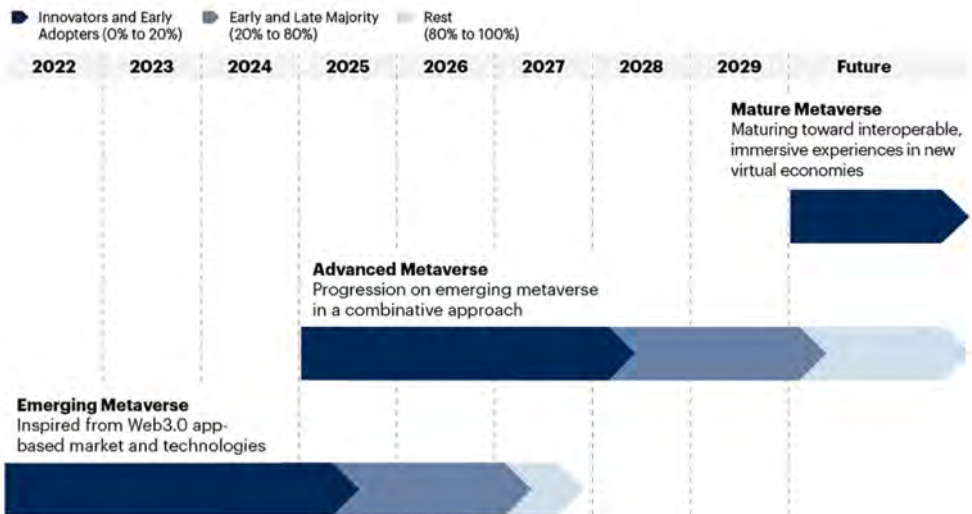 Innovators and Early
Adopters (0% to 20%)
Early and Late Majority
(20% to 80%)
Rest
(80% to 100%)
2022 2023 2024 2025 2026 2027 2028 2029 Future
Mature Metaverse
Maturing toward interoperable,
immersive experiences in new
virtual economies
Advanced Metaverse
Progression on emerging metaverse
in a combinative approach
Emerging Metaverse
Inspired from Web3.0 app-
based market and technologies